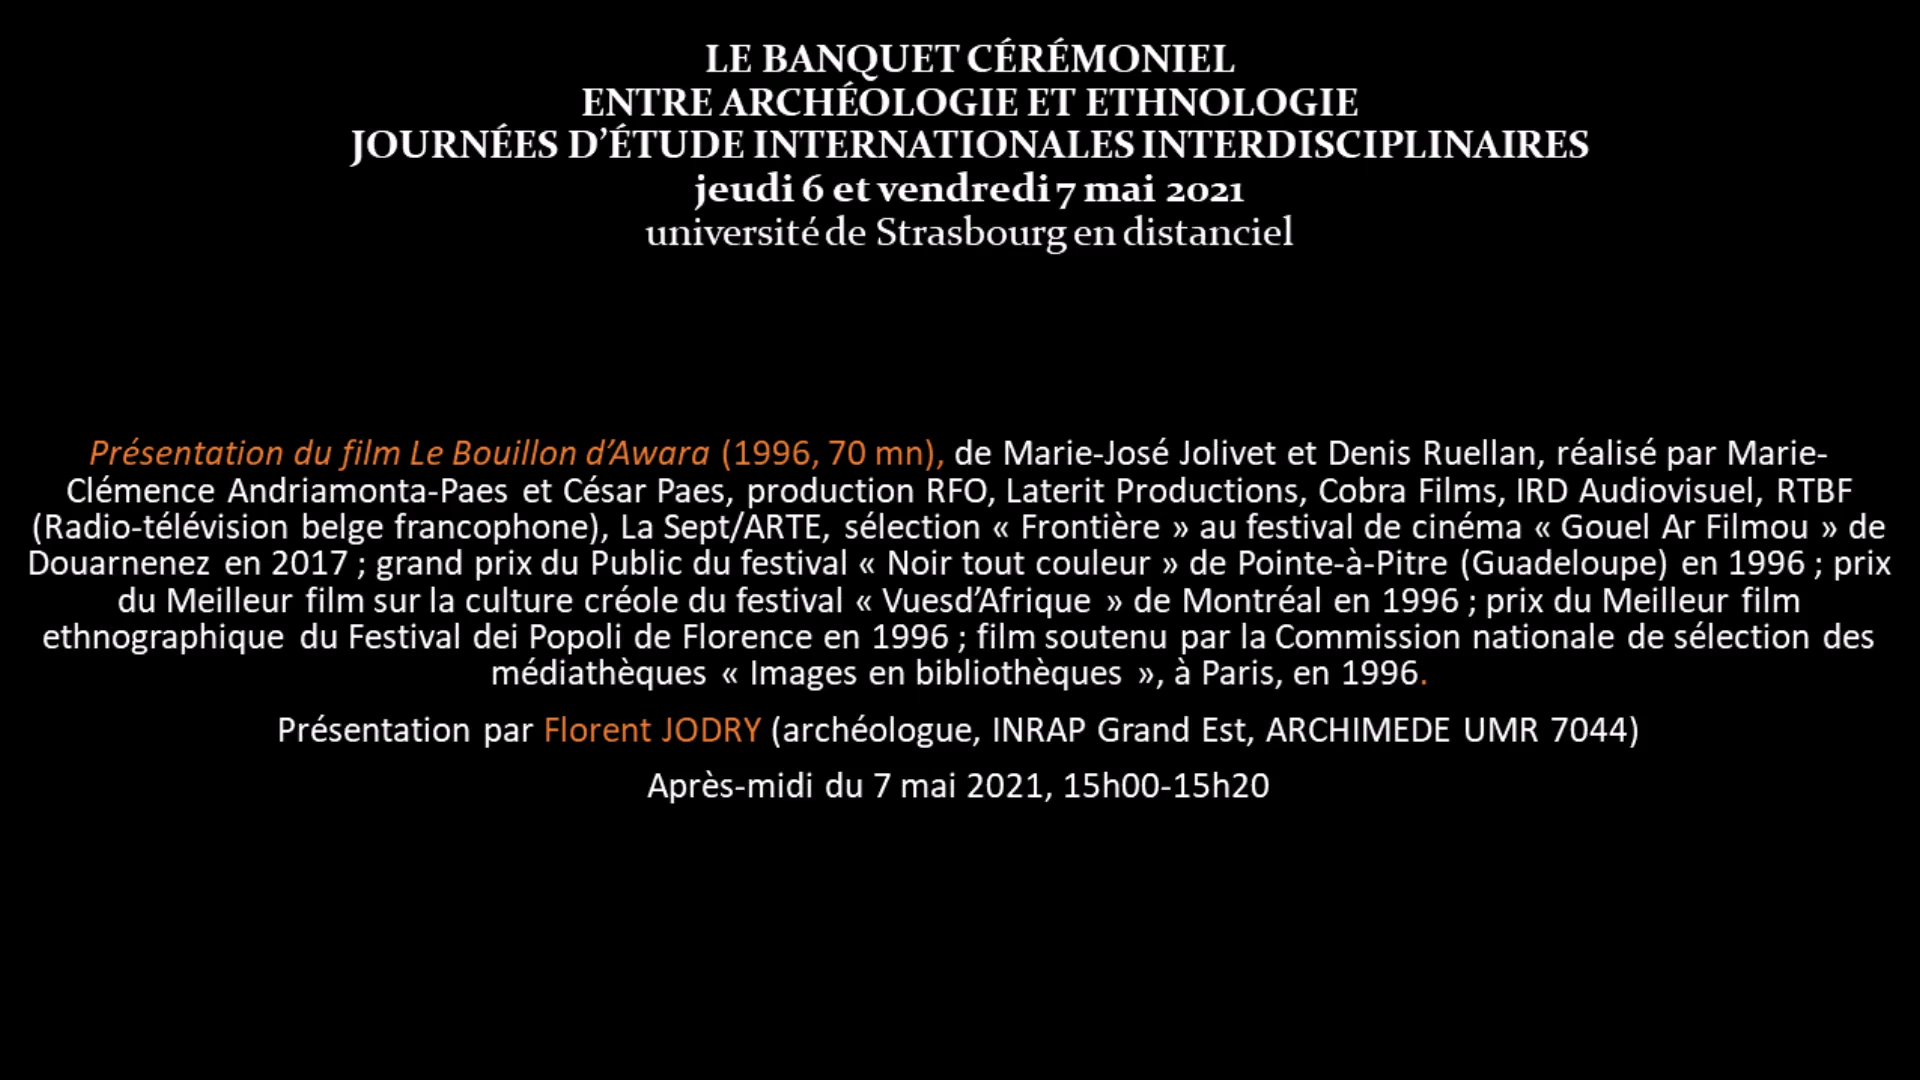 LE BANQUET CÉRÉMONIEL
ENTRE ARCHÉOLOGIE ET ETHNOLOGIE
JOURNÉES D’ÉTUDE INTERNATIONALES INTERDISCIPLINAIRES
jeudi 6 et vendredi 7 mai 2021
université de Strasbourg en distanciel
Présentation du film Le Bouillon d’Awara (1996, 70 mn), de Marie-José Jolivet et Denis Ruellan, réalisé par Marie-
Clémence Andriamonta-Paes et César Paes, production RFO, Laterit Productions, Cobra Films, IRD Audiovisuel, RTBF
(Radio-télévision belge francophone), La Sept/ARTE, sélection « Frontière » au festival de cinéma « Gouel Ar Filmou » de
Douarnenez en 2017 ; grand prix du Public du festival « Noir tout couleur » de Pointe-à-Pitre (Guadeloupe) en 1996 ; prix
du Meilleur film sur la culture créole du festival « Vuesd’Afrique » de Montréal en 1996 ; prix du Meilleur film
ethnographique du Festival dei Popoli de Florence en 1996 ; film soutenu par la Commission nationale de sélection des
médiathèques « Images en bibliothèques », à Paris, en 1996.
Présentation par Florent JODRY (archéologue, INRAP Grand Est, ARCHIMEDE UMR 7044)
Après-midi du 7 mai 2021, 15h00-15h20